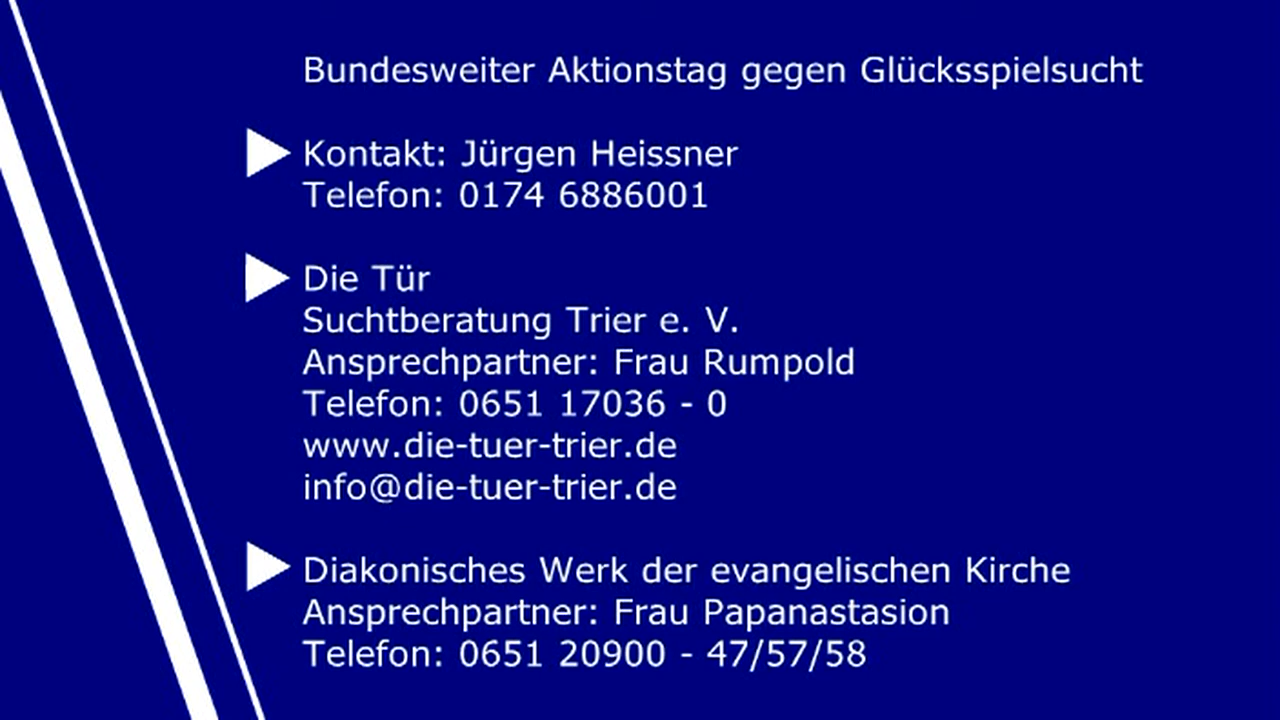 Bundesweiter Aktionstag gegen Glücksspielsucht
Kontakt: Jürgen Heissner
Telefon: 0174 6886001
Die Tür
Suchtberatung Trier e. V.
Ansprechpartner: Frau Rumpold
Telefon: 0651 17036 - 0
www.die-tuer-trier.de
info@die-tuer-trier.de
Diakonisches Werk der evangelischen Kirche
Ansprechpartner: Frau Papanastasion
Telefon: 0651 20900 - 47/57/58